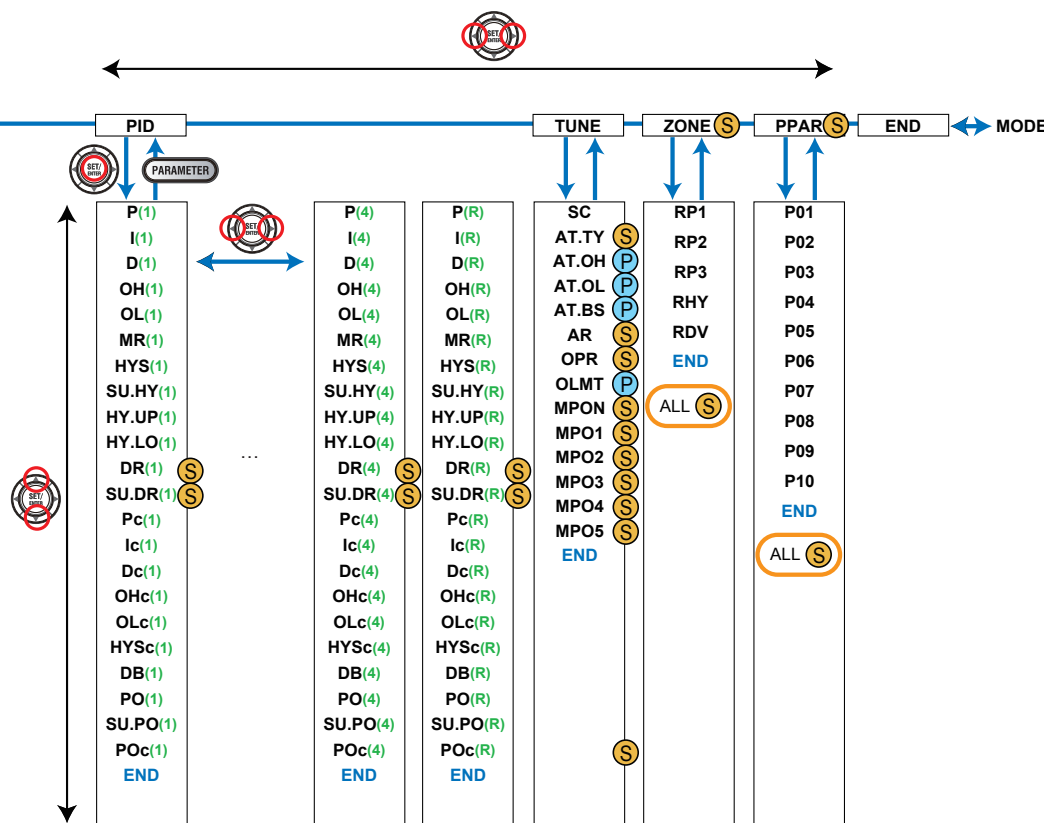 SET/
ENTER
PID
TUNE
ZONE S
PPAR S
END
MODE
SET/
ENTER
PARAMETER
SET/
ENTER
SET/
ENTER
P(1)
I(1)
D(1)
OH(1)
OL(1)
MR(1)
HYS(1)
SU.HY(1)
HY.UP(1)
HY.LO(1)
DR(1) S
SU.DR(1) S
Pc(1)
Ic(1)
Dc(1)
OHc(1)
OLc(1)
HYSc(1)
DB(1)
PO(1)
SU.PO(1)
POc(1)
END
...
P(4)
I(4)
D(4)
OH(4)
OL(4)
MR(4)
HYS(4)
SU.HY(4)
HY.UP(4)
HY.LO(4)
DR(4) S
SU.DR(4) S
Pc(4)
Ic(4)
Dc(4)
OHc(4)
OLc(4)
HYSc(4)
DB(4)
PO(4)
SU.PO(4)
POc(4)
END
P(R)
I(R)
D(R)
OH(R)
OL(R)
MR(R)
HYS(R)
SU.HY(R)
HY.UP(R)
HY.LO(R)
DR(R) S
SU.DR(R) S
Pc(R)
Ic(R)
Dc(R)
OHc(R)
OLc(R)
HYSc(R)
DB(R)
PO(R)
SU.PO(R)
POc(R)
END
SC
AT.TY S
AT.OH P
AT.OL P
AT.BS P
AR S
OPR S
OLMT P
MPON S
MPO1 S
MPO2 S
MPO3 S
MPO4 S
MPO5 S
END
S
RP1
RP2
RP3
RHY
RDV
END
ALL S
P01
P02
P03
P04
P05
P06
P07
P08
P09
P10
END
ALL S